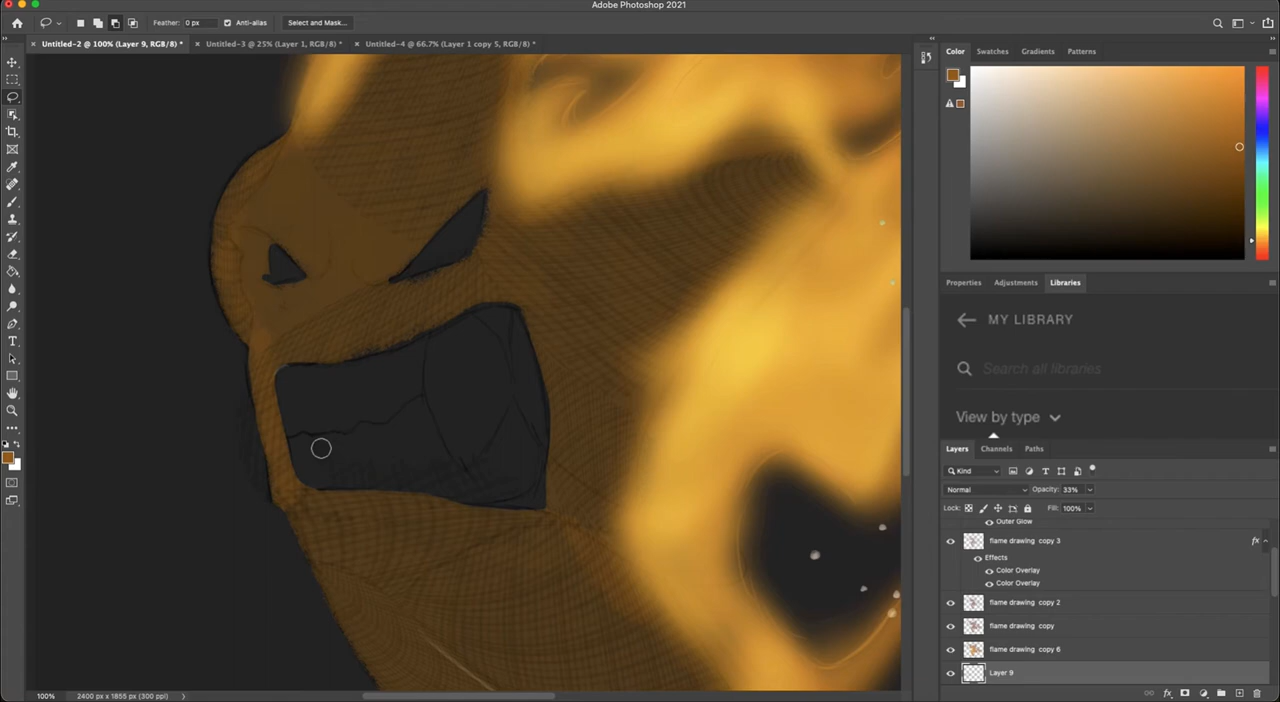 Adobe Photoshop 2021
Feather: 0 px
Anti-alias
Select and Mask...
× Untitled-2 @ 100% (Layer 9, RGB/8) *
× Untitled-3 @ 25% (Layer 1, RGB/8) *
× Untitled-4 @ 66.7% (Layer 1 copy 5, RGB/8) *
Color Swatches Gradients Patterns
Properties Adjustments Libraries
MY LIBRARY
Search all libraries
View by type
Layers Channels Paths
Kind
Normal Opacity: 33%
Lock: Fill: 100%
Outer Glow
flame drawing copy 3 fx
Effects
Color Overlay
Color Overlay
flame drawing copy 2
flame drawing copy
flame drawing copy 6
Layer 9
100% 2400 px x 1855 px (300 ppi)
fx